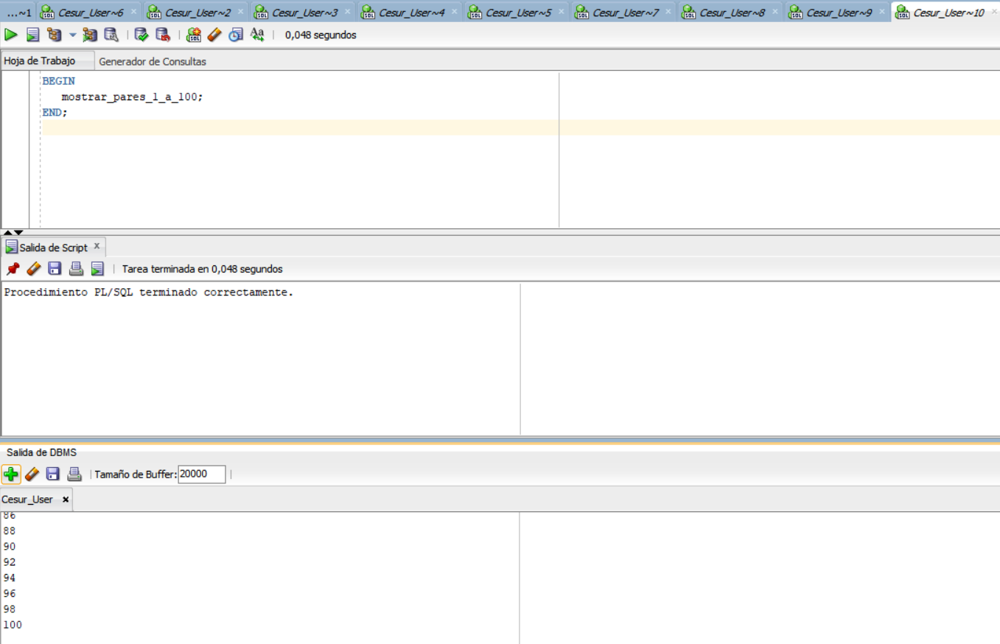 ...~1 Cesur_User~6 Cesur_User~2 Cesur_User~3 Cesur_User~4 Cesur_User~5 Cesur_User~7 Cesur_User~8 Cesur_User~9 Cesur_User~10
SQL Aa 0,048 segundos
Hoja de Trabajo Generador de Consultas
BEGIN
mostrar_pares_1_a_100;
END;
Salida de Script
Tarea terminada en 0,048 segundos
Procedimiento PL/SQL terminado correctamente.
Salida de DBMS
Tamaño de Buffer: 20000
Cesur_User
86
88
90
92
94
96
98
100